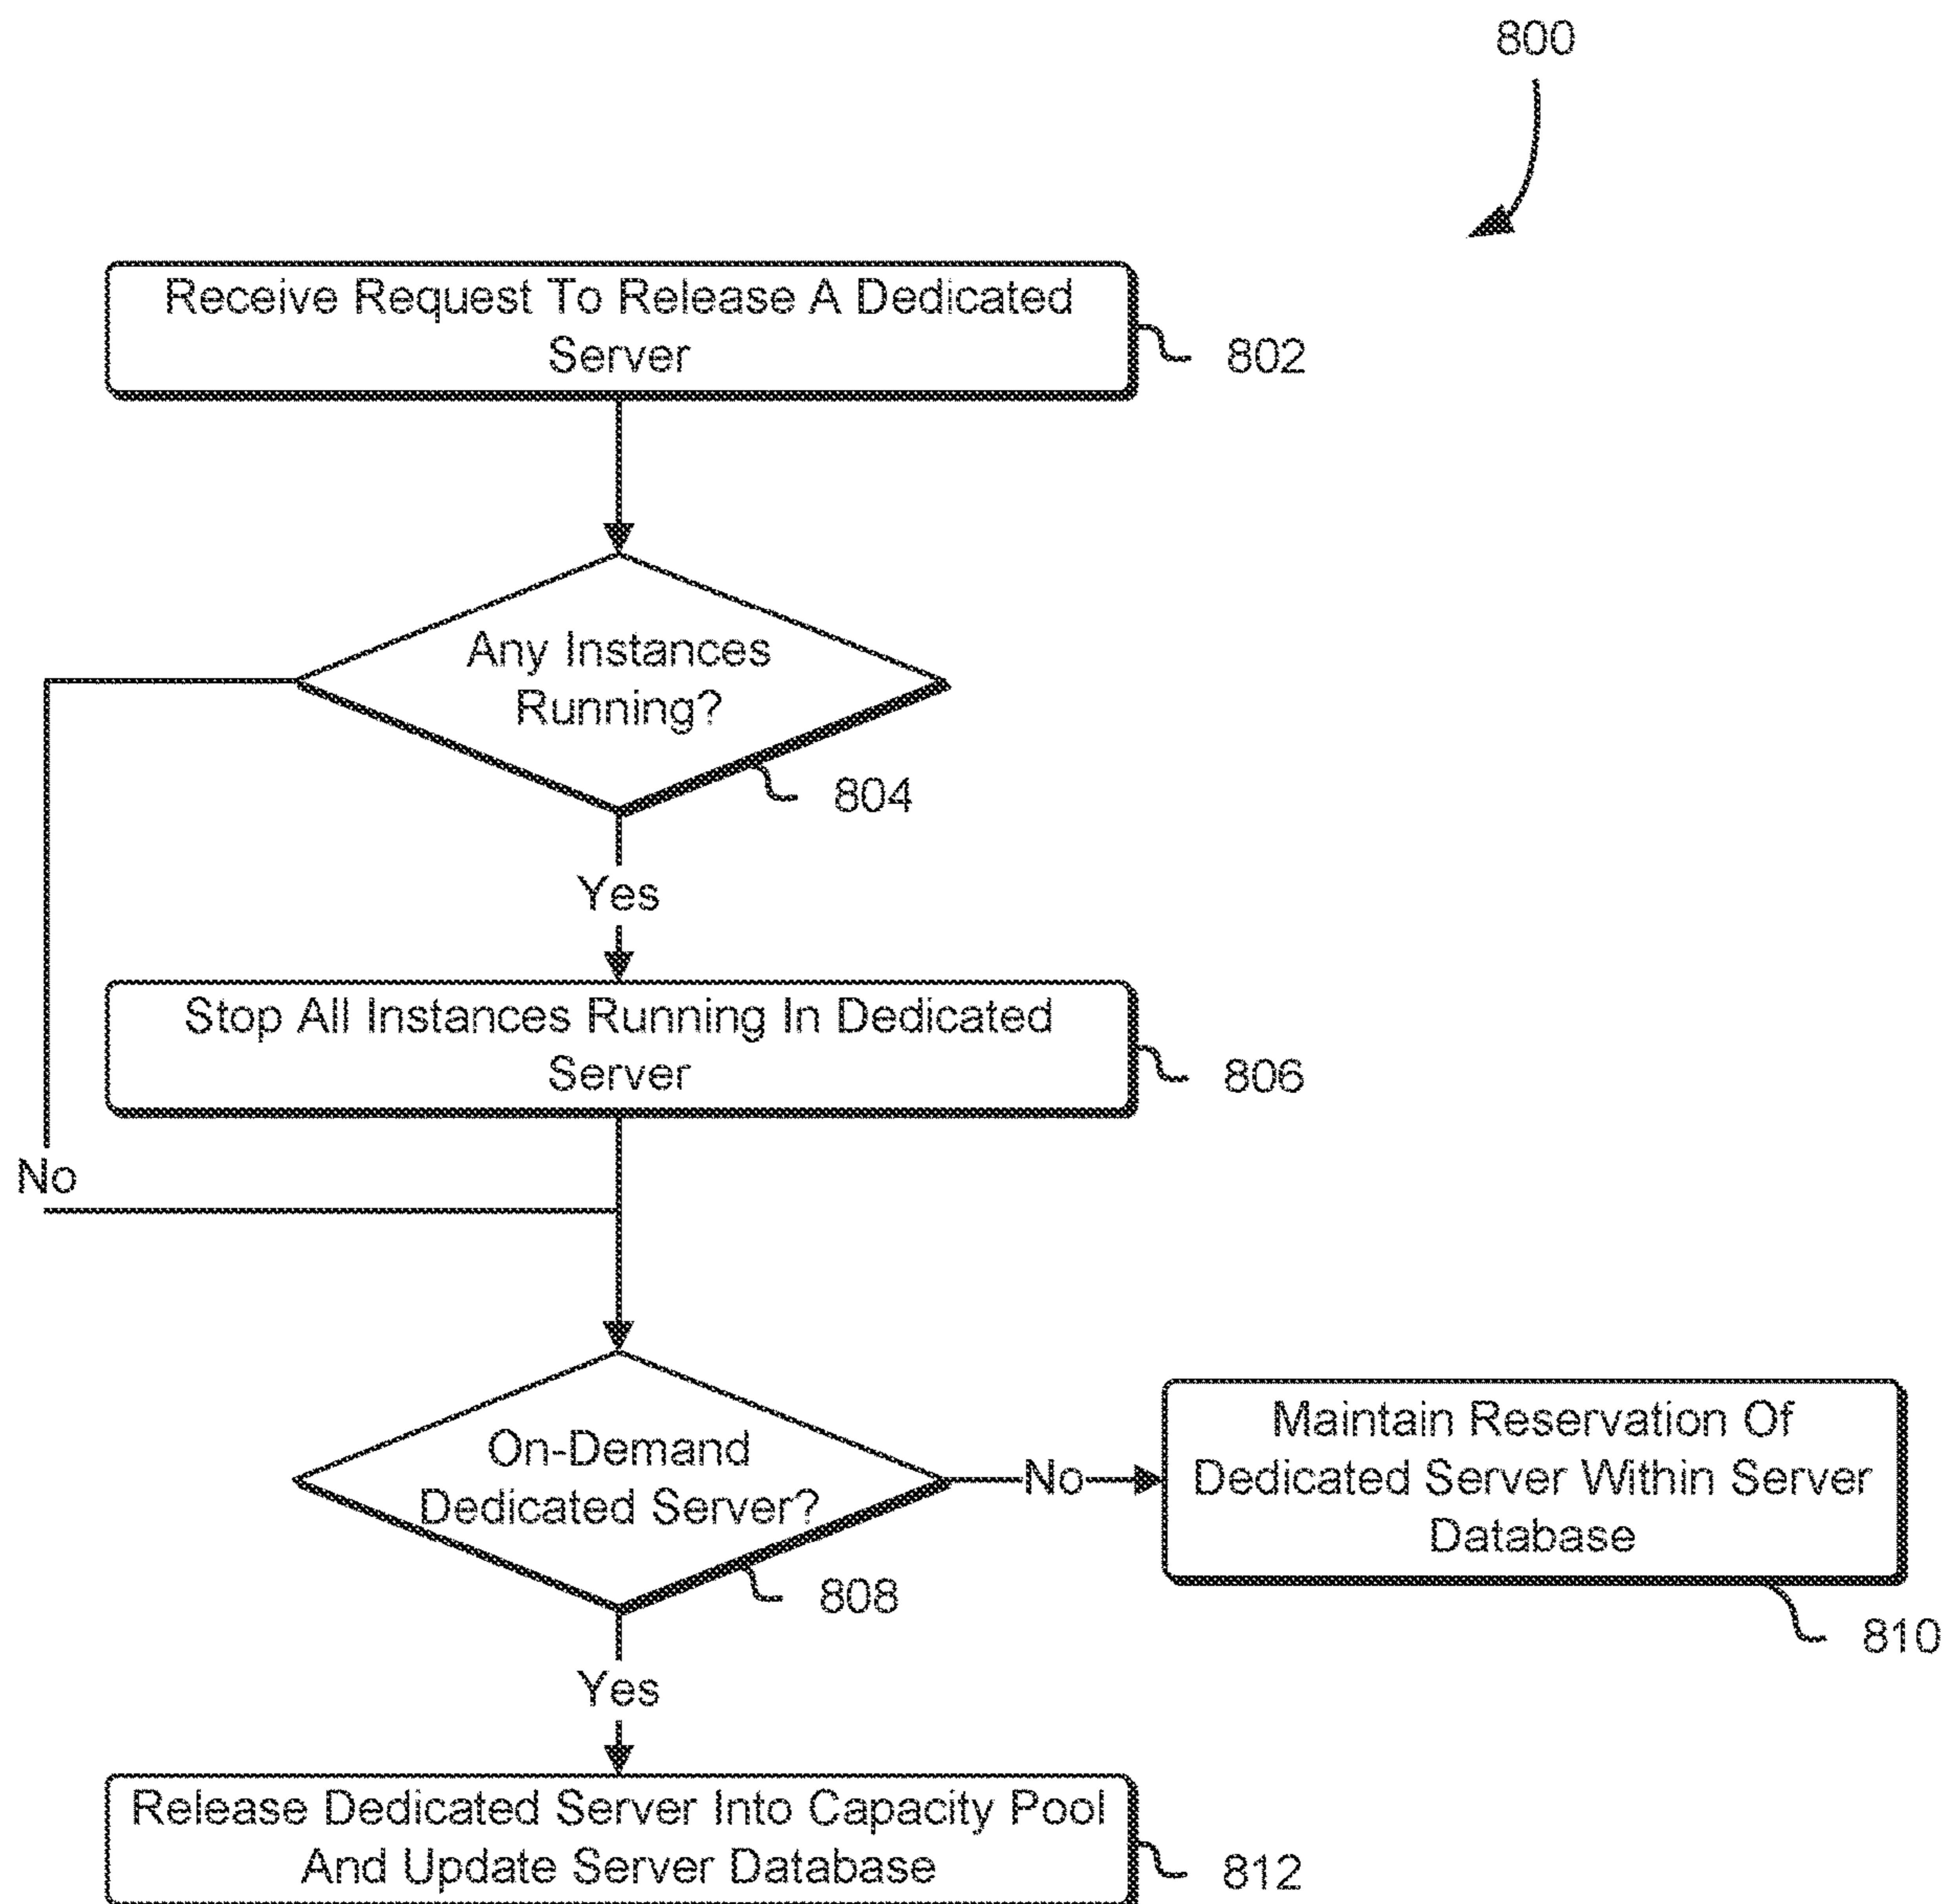 800
Receive Request To Release A Dedicated
Server
802
Any Instances
Running?
804
Yes
Stop All Instances Running In Dedicated
Server
806
No
On-Demand
Dedicated Server?
808
No
Maintain Reservation Of
Dedicated Server Within Server
Database
810
Yes
Release Dedicated Server Into Capacity Pool
And Update Server Database
812